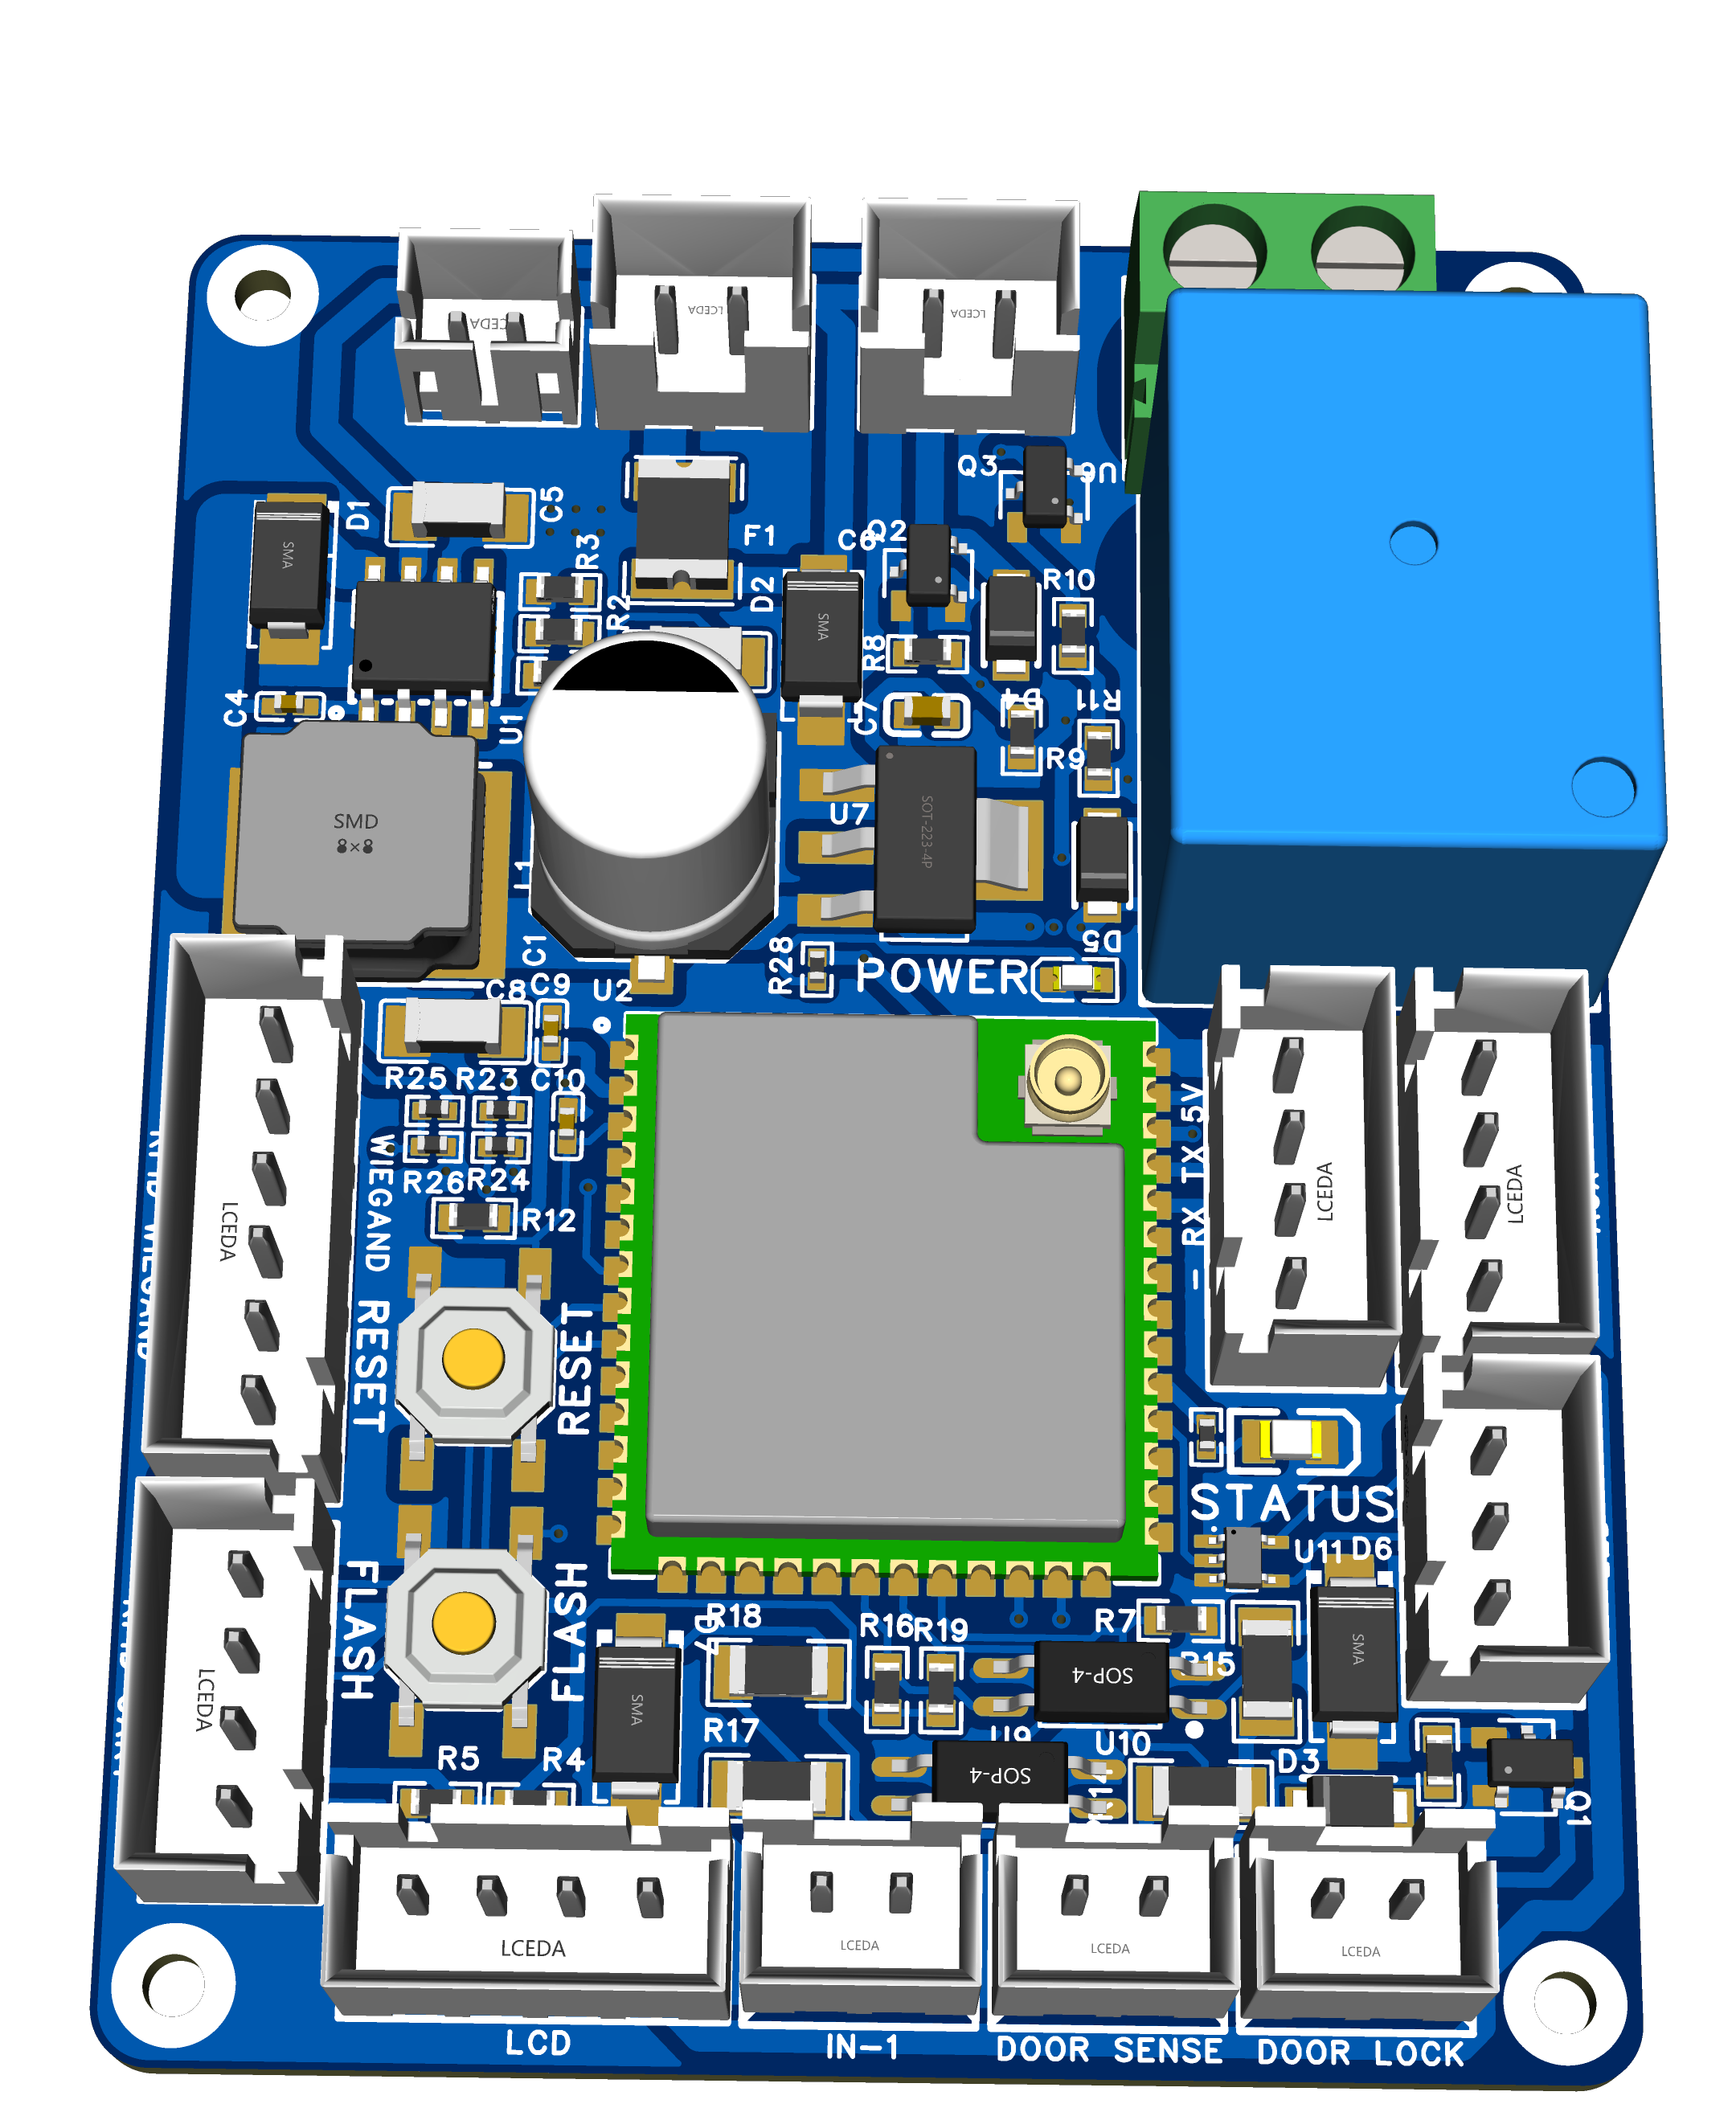 LCEDA
LCEDA
LCEDA
Q3
U6
D1
C5
F1
C6
Q2
R3
SMA
D2
R10
R2
SMA
R8
C4
U1
C7
D4
R11
R9
SMD
8×8
U7
SOT-223-4P
L1
C1
D5
R28
POWER
C8
C9
U2
R25
R23
C10
RX TX 5V
-
WIEGAND RESET
R26
R24
R12
LCEDA
LCEDA
LCEDA
RESET
STATUS
U11
D6
FLASH
FLASH
R18
R16
R19
R7
SOP-4
R15
SMA
SMA
LCEDA
R17
U9
U10
D3
R5
R4
SOP-4
R14
Q1
LCEDA
LCEDA
LCEDA
LCEDA
LCD
IN-1
DOOR SENSE
DOOR LOCK